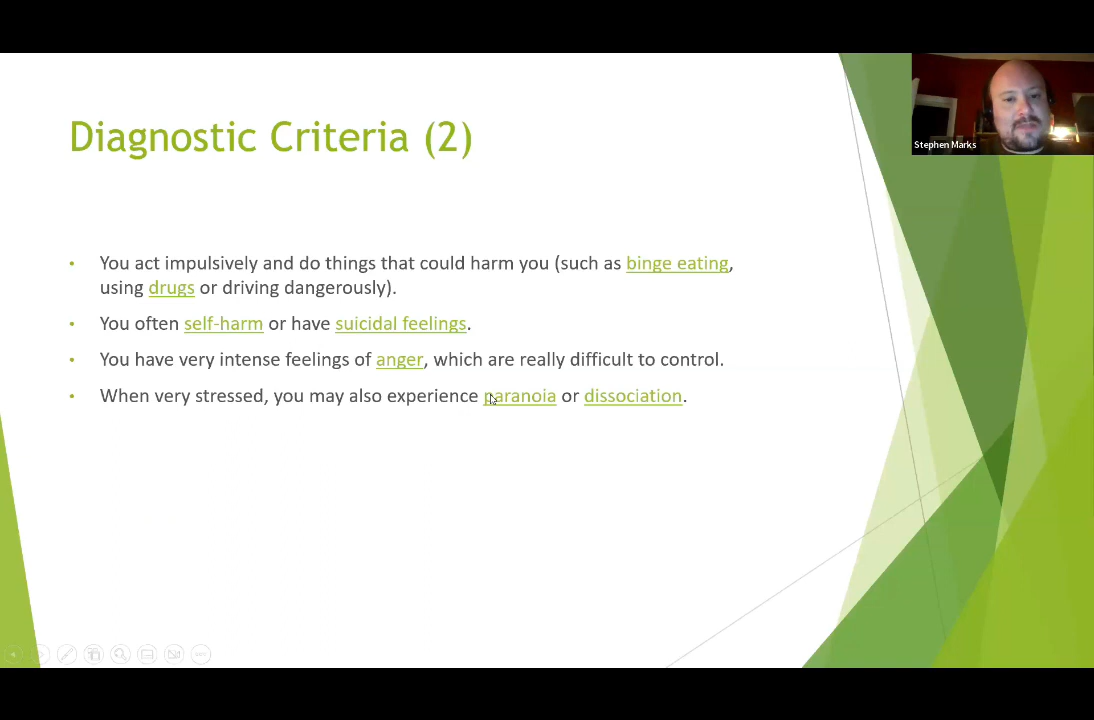 Diagnostic Criteria (2)
Stephen Marks
• You act impulsively and do things that could harm you (such as binge eating,
using drugs or driving dangerously).
• You often self-harm or have suicidal feelings.
• You have very intense feelings of anger, which are really difficult to control.
• When very stressed, you may also experience paranoia or dissociation.